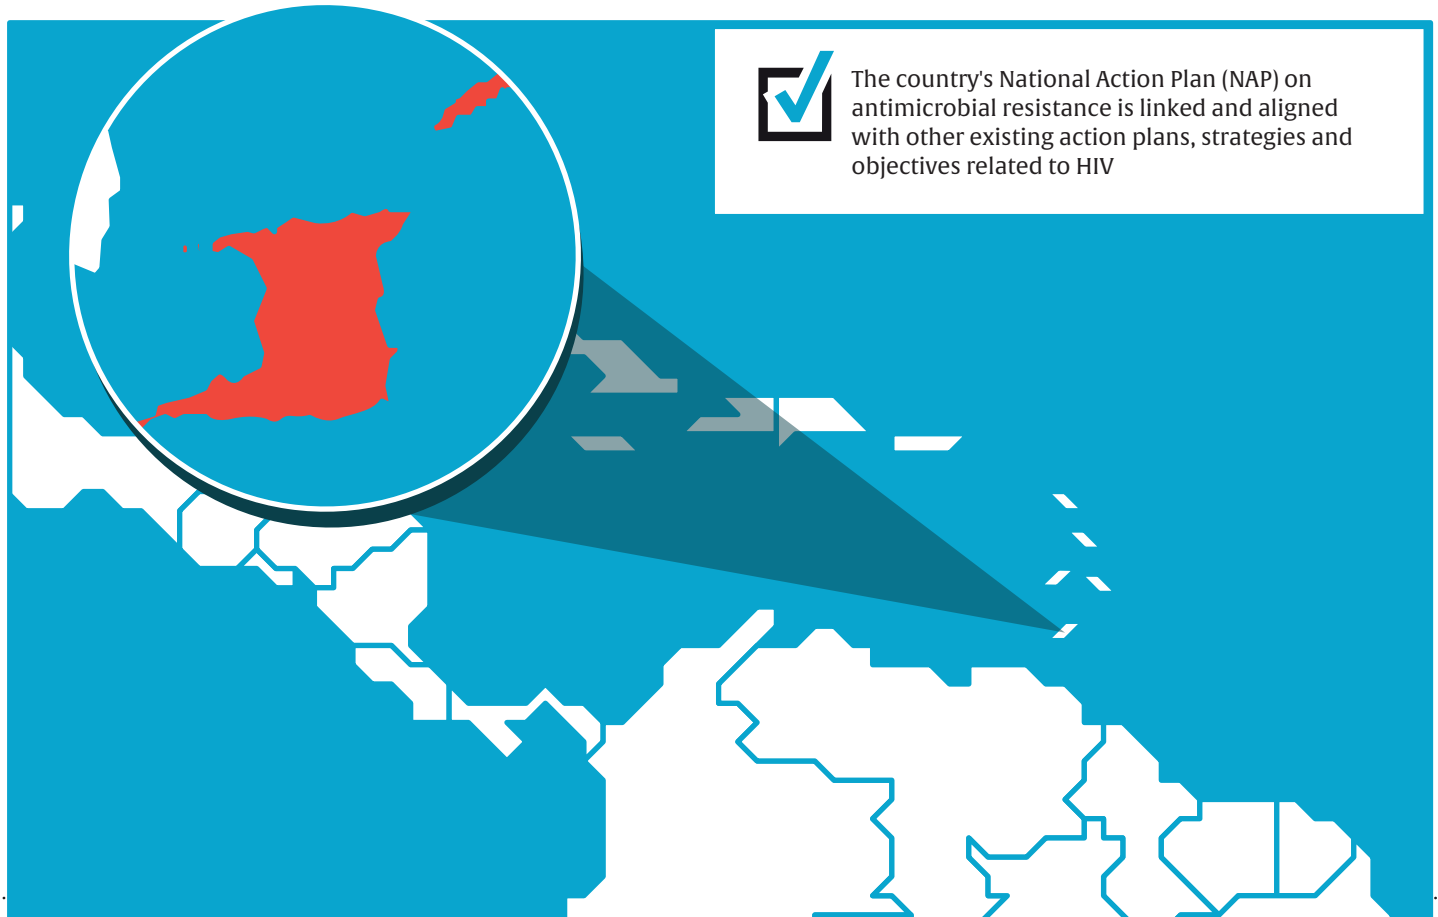 The country's National Action Plan (NAP) on
antimicrobial resistance is linked and aligned
with other existing action plans, strategies and
objectives related to HIV